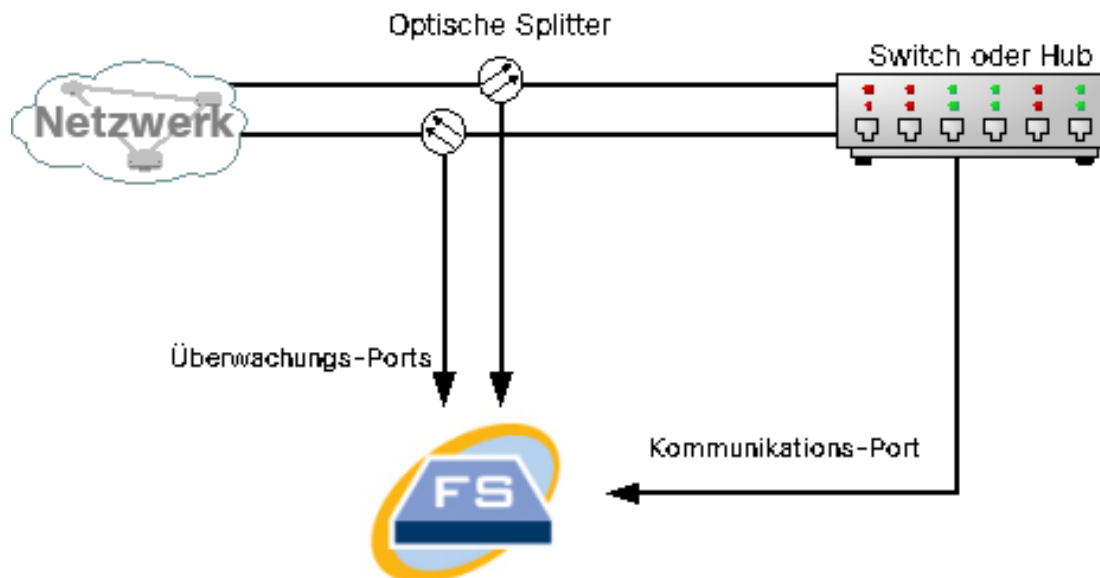 Optische Splitter
Switch oder Hub
Netzwerk
Überwachungs-Ports
Kommunikations-Port
FS